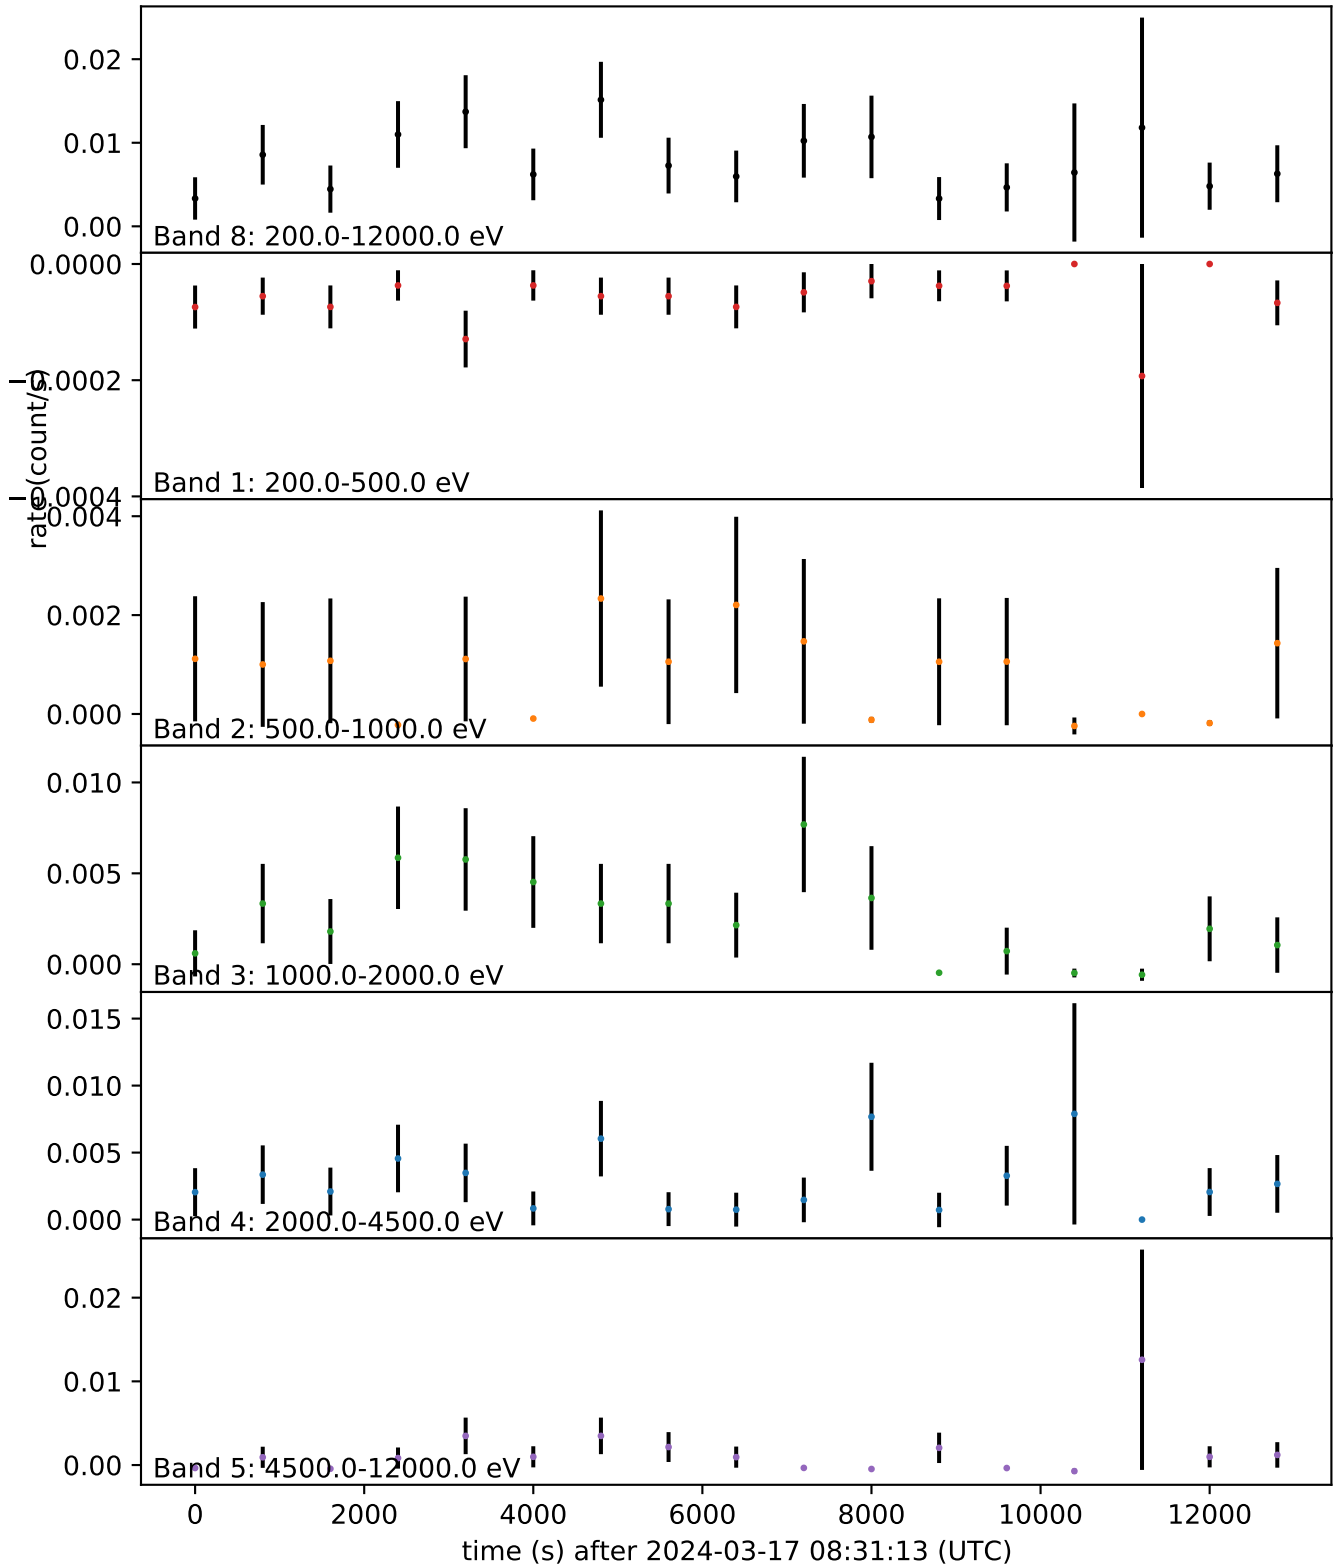 0.02
0.01
0.00
Band 8: 200.0-12000.0 eV
0.0000
−0.0002
−0.0004
Band 1: 200.0-500.0 eV
rate (count/s)
0.004
0.002
0.000
Band 2: 500.0-1000.0 eV
0.010
0.005
0.000
Band 3: 1000.0-2000.0 eV
0.015
0.010
0.005
0.000
Band 4: 2000.0-4500.0 eV
0.02
0.01
0.00
Band 5: 4500.0-12000.0 eV
0 2000 4000 6000 8000 10000 12000
time (s) after 2024-03-17 08:31:13 (UTC)